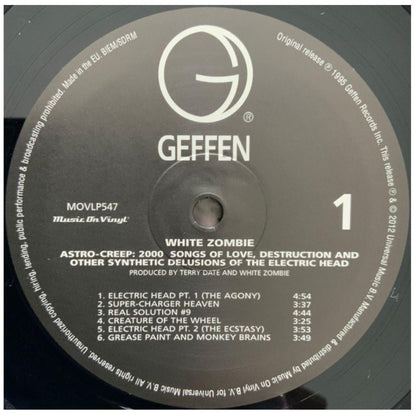 Original release ℗ 1995 Geffen Records Inc. This release ℗ & © 2012 Universal Music B.V. Manufactured & distributed by Music On Vinyl B.V. for Universal Music B.V. All rights reserved. Unauthorized copying, hiring, lending, public performance & broadcasting prohibited. Made in the EU. BIEM/SDRM
G
®
GEFFEN
MOVLP547
Music On Vinyl
1
WHITE ZOMBIE
ASTRO-CREEP: 2000 SONGS OF LOVE, DESTRUCTION AND
OTHER SYNTHETIC DELUSIONS OF THE ELECTRIC HEAD
PRODUCED BY TERRY DATE AND WHITE ZOMBIE
1. ELECTRIC HEAD PT. 1 (THE AGONY) 4:54
2. SUPER-CHARGER HEAVEN 3:37
3. REAL SOLUTION #9 4:44
4. CREATURE OF THE WHEEL 3:25
5. ELECTRIC HEAD PT. 2 (THE ECSTASY) 3:53
6. GREASE PAINT AND MONKEY BRAINS 3:49